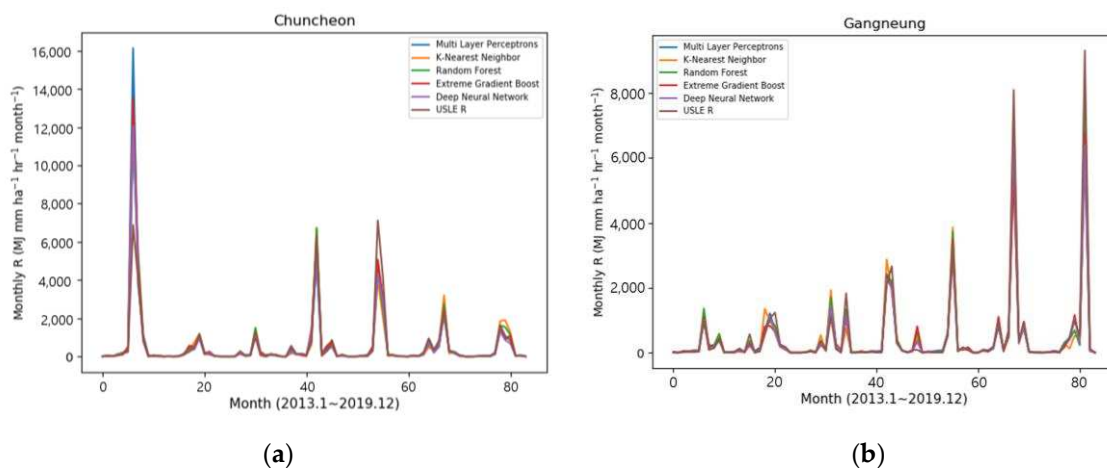 Chuncheon
Monthly R (MJ mm ha⁻¹ hr⁻¹ month⁻¹)
16,000
14,000
12,000
10,000
8,000
6,000
4,000
2,000
0
Multi Layer Perceptrons
K-Nearest Neighbor
Random Forest
Extreme Gradient Boost
Deep Neural Network
USLE R
0 20 40 60 80
Month (2013.1~2019.12)
(a)
Gangneung
Monthly R (MJ mm ha⁻¹ hr⁻¹ month⁻¹)
8,000
6,000
4,000
2,000
0
Multi Layer Perceptrons
K-Nearest Neighbor
Random Forest
Extreme Gradient Boost
Deep Neural Network
USLE R
0 20 40 60 80
Month (2013.1~2019.12)
(b)